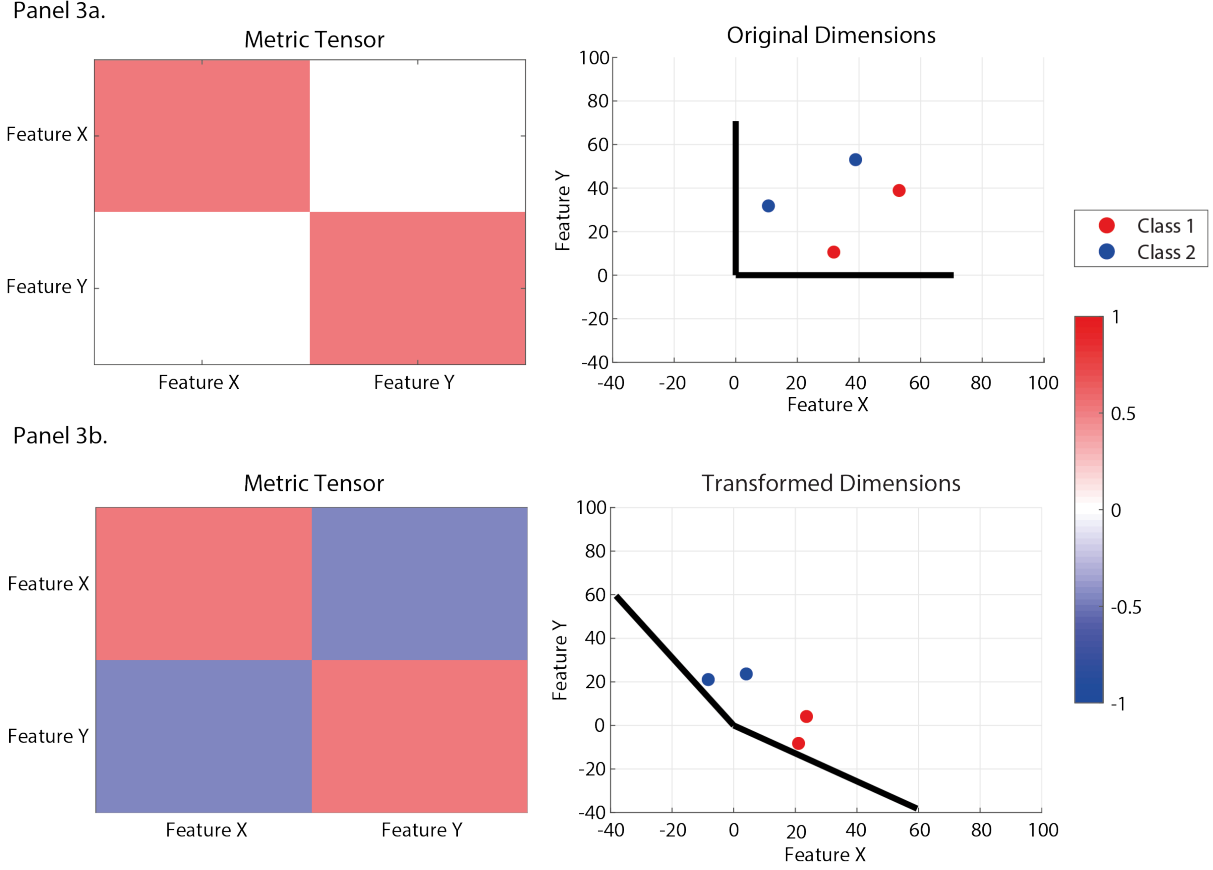 Panel 3a.
Metric Tensor
Feature X
Feature Y
Feature X Feature Y
Original Dimensions
100
80
60
40
20
0
-20
-40
Feature Y
-40 -20 0 20 40 60 80 100
Feature X
Class 1
Class 2
1
0.5
0
-0.5
-1
Panel 3b.
Metric Tensor
Feature X
Feature Y
Feature X Feature Y
Transformed Dimensions
100
80
60
40
20
0
-20
-40
Feature Y
-40 -20 0 20 40 60 80 100
Feature X